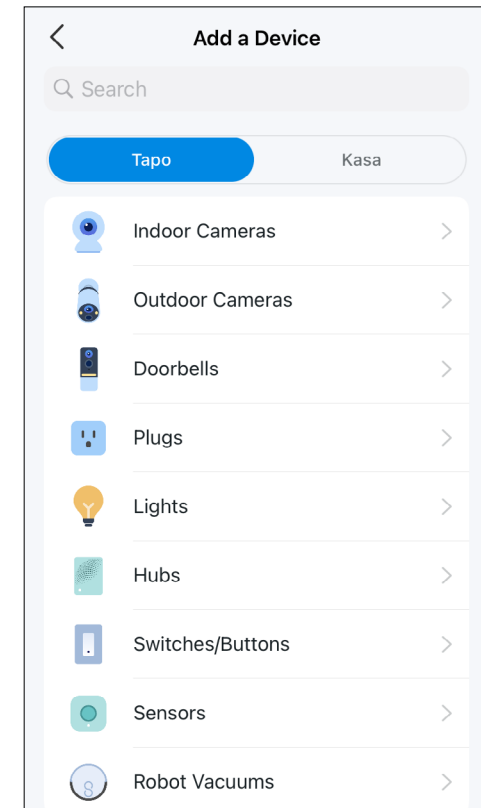 Add a Device
Search
Tapo Kasa
Indoor Cameras
Outdoor Cameras
Doorbells
Plugs
Lights
Hubs
Switches/Buttons
Sensors
Robot Vacuums